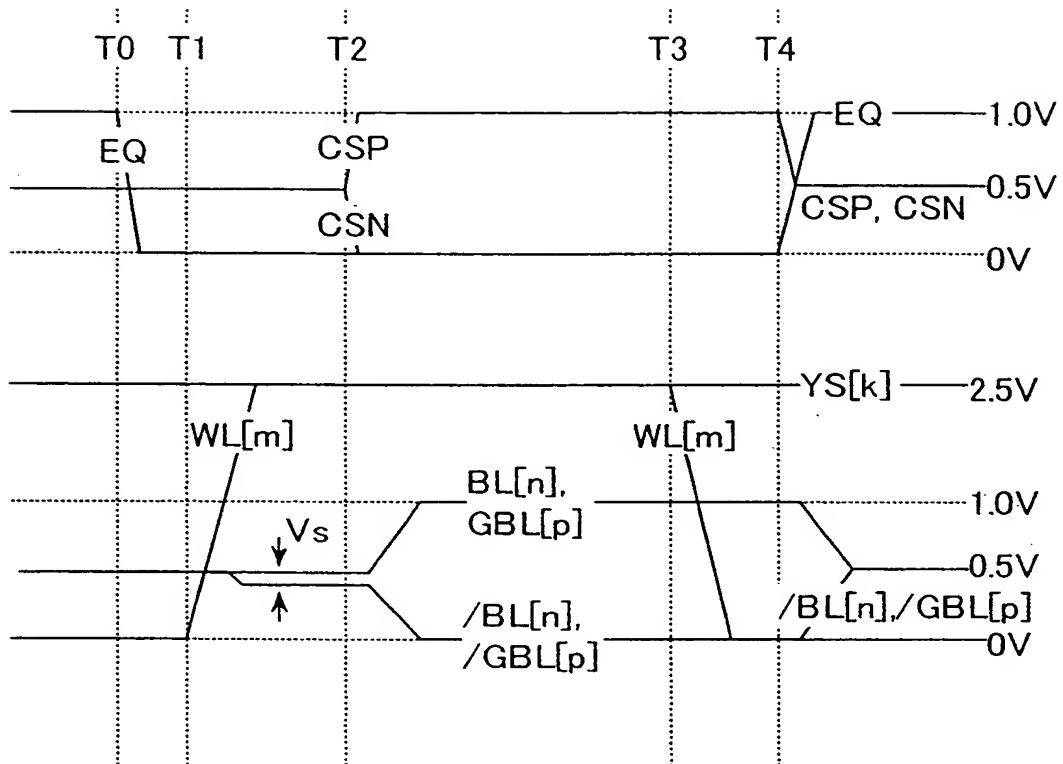 T0 T1 T2 T3 T4
EQ 1.0V
EQ CSP
0.5V
CSN CSP, CSN
0V
YS[k] 2.5V
WL[m] WL[m]
BL[n], 1.0V
GBL[p]
Vs
0.5V
/BL[n], /BL[n],/GBL[p]
0V
/GBL[p]